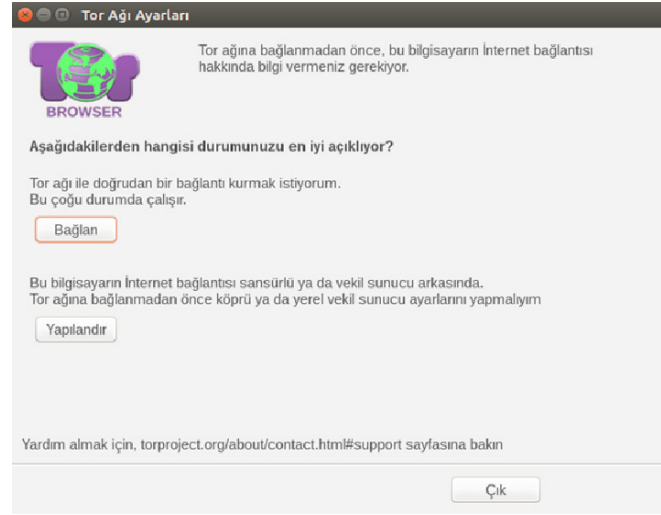 Tor Ağı Ayarları
Tor ağına bağlanmadan önce, bu bilgisayarın İnternet bağlantısı
hakkında bilgi vermeniz gerekiyor.
Tor
BROWSER
Aşağıdakilerden hangisi durumunuzu en iyi açıklıyor?
Tor ağı ile doğrudan bir bağlantı kurmak istiyorum.
Bu çoğu durumda çalışır.
Bağlan
Bu bilgisayarın İnternet bağlantısı sansürlü ya da vekil sunucu arkasında.
Tor ağına bağlanmadan önce köprü ya da yerel vekil sunucu ayarlarını yapmalıyım
Yapılandır
Yardım almak için, torproject.org/about/contact.html#support sayfasına bakın
Çık